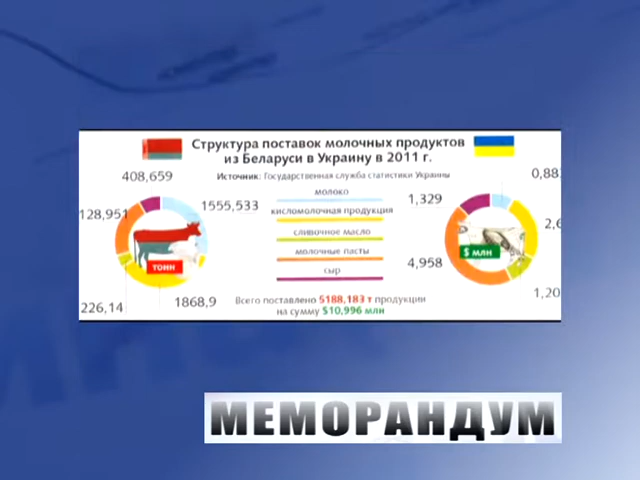 Структура поставок молочных продуктов
из Беларуси в Украину в 2011 г.
Источник: Государственная служба статистики Украины
408,659
1555,533
128,951
226,14
1868,9
тонн
молоко
кисломолочная продукция
сливочное масло
молочные пасты
сыр
1,329
0,88
2,6
4,958
1,20
$ млн
Всего поставлено 5188,183 т продукции
на сумму $10,996 млн
МЕМОРАНДУМ